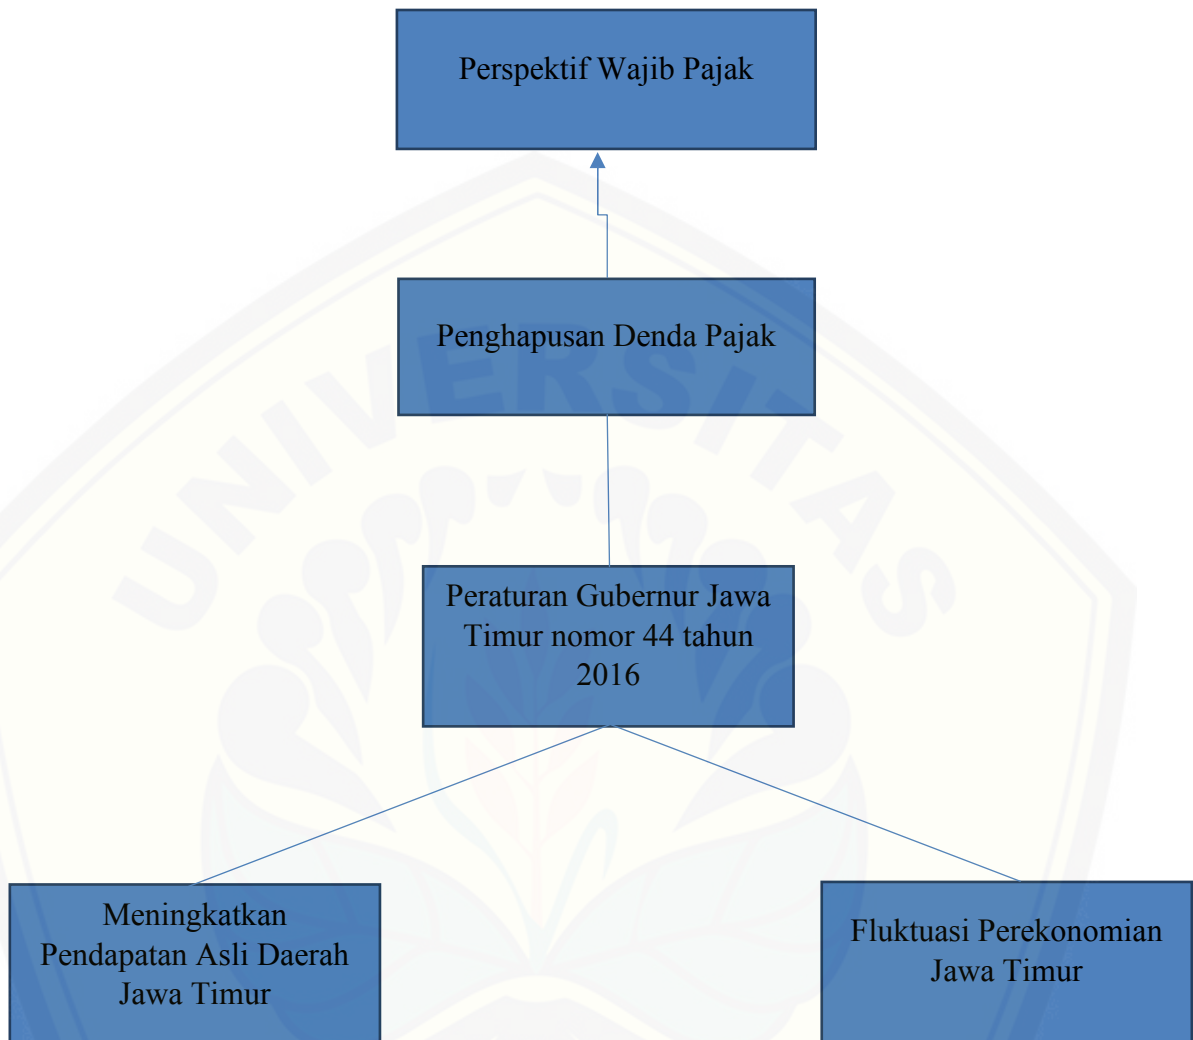 Perspektif Wajib Pajak
Penghapusan Denda Pajak
UNIVERSITAS
Peraturan Gubernur Jawa
Timur nomor 44 tahun
2016
Meningkatkan
Pendapatan Asli Daerah
Jawa Timur
Fluktuasi Perekonomian
Jawa Timur